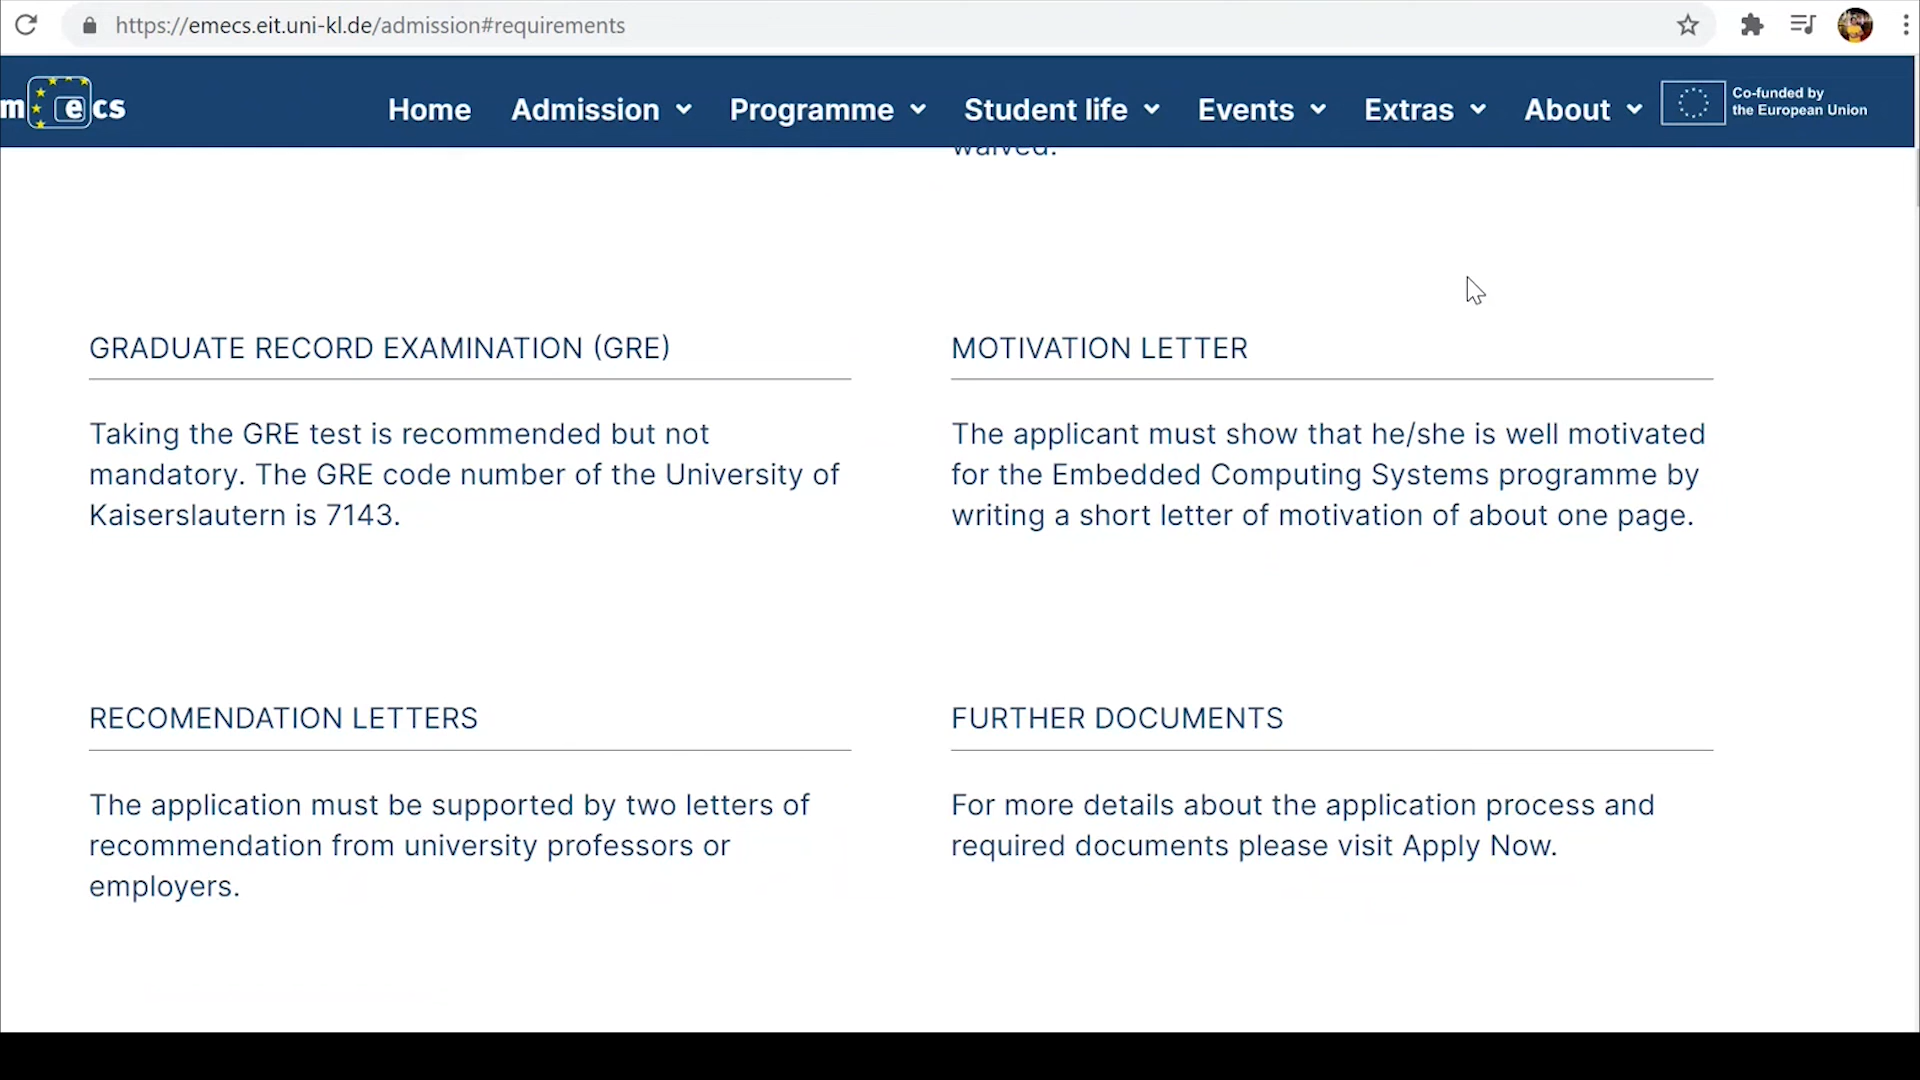 https://emecs.eit.uni-kl.de/admission#requirements
m e cs
Home Admission Programme Student life Events Extras About
Co-funded by
the European Union
waived.
GRADUATE RECORD EXAMINATION (GRE)
Taking the GRE test is recommended but not
mandatory. The GRE code number of the University of
Kaiserslautern is 7143.
MOTIVATION LETTER
The applicant must show that he/she is well motivated
for the Embedded Computing Systems programme by
writing a short letter of motivation of about one page.
RECOMENDATION LETTERS
The application must be supported by two letters of
recommendation from university professors or
employers.
FURTHER DOCUMENTS
For more details about the application process and
required documents please visit Apply Now.